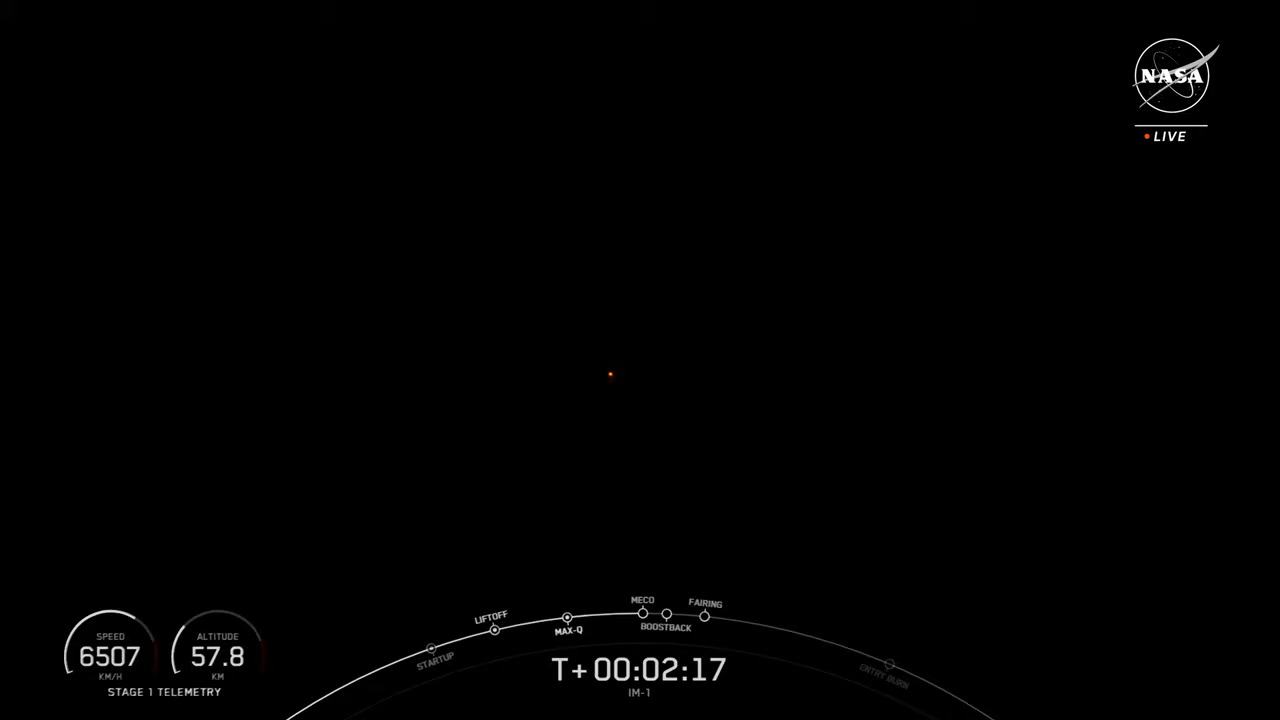 NASA
LIVE
MECO
FAIRING
LIFTOFF
MAX-Q
BOOSTBACK
STARTUP
ENTRY BURN
SPEED
6507
KM/H
ALTITUDE
57.8
KM
STAGE 1 TELEMETRY
T+00:02:17
IM-1